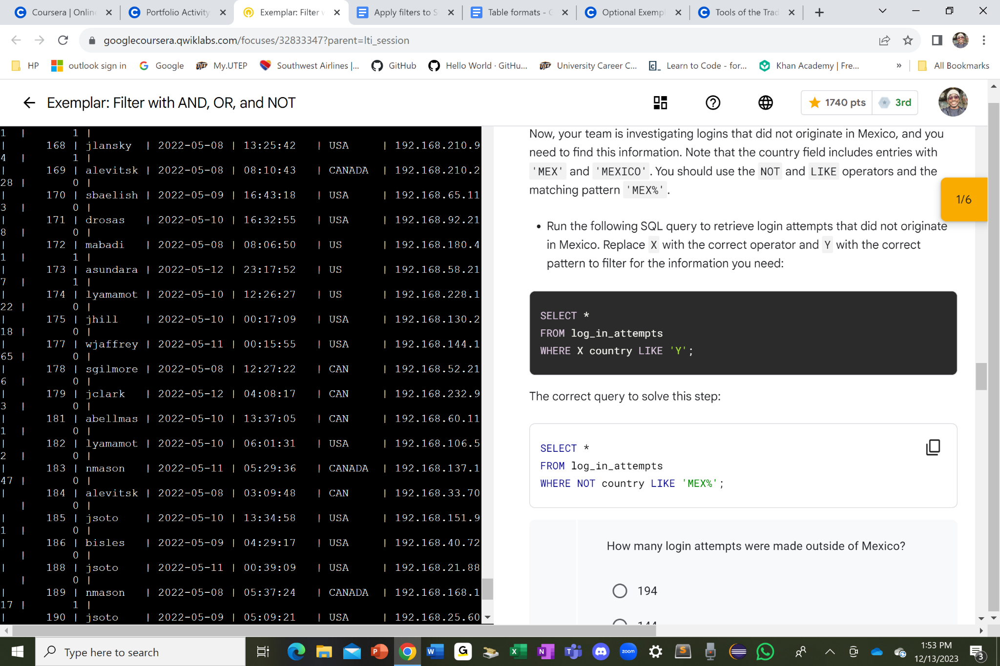 Coursera | Online
Portfolio Activity
Exemplar: Filter w
Apply filters to S
Table formats - G
Optional Exempl
Tools of the Trad
googlecoursera.qwiklabs.com/focuses/32833347?parent=lti_session
HP
outlook sign in
Google
My.UTEP
Southwest Airlines |...
GitHub
Hello World · GitHu...
University Career C...
Learn to Code - for...
Khan Academy | Fre...
»
All Bookmarks
Exemplar: Filter with AND, OR, and NOT
1740 pts
3rd
1 | 1 |
| 168 | jlansky | 2022-05-08 | 13:25:42 | USA | 192.168.210.9
4 | 1 |
| 169 | alevitsk | 2022-05-08 | 08:10:43 | CANADA | 192.168.210.2
28 | 0 |
| 170 | sbaelish | 2022-05-09 | 16:43:18 | USA | 192.168.65.11
3 | 0 |
| 171 | drosas | 2022-05-10 | 16:32:55 | USA | 192.168.92.21
8 | 0 |
| 172 | mabadi | 2022-05-08 | 08:06:50 | US | 192.168.180.4
1 | 1 |
| 173 | asundara | 2022-05-12 | 23:17:52 | US | 192.168.58.21
7 | 1 |
| 174 | lyamamot | 2022-05-10 | 12:26:27 | US | 192.168.228.1
22 | 0 |
| 175 | jhill | 2022-05-10 | 00:17:09 | USA | 192.168.130.2
18 | 0 |
| 177 | wjaffrey | 2022-05-11 | 00:15:55 | USA | 192.168.144.1
65 | 0 |
| 178 | sgilmore | 2022-05-08 | 12:27:22 | CAN | 192.168.52.21
6 | 0 |
| 179 | jclark | 2022-05-12 | 04:08:17 | CAN | 192.168.232.9
3 | 0 |
| 181 | abellmas | 2022-05-10 | 13:37:05 | CAN | 192.168.60.11
1 | 0 |
| 182 | lyamamot | 2022-05-10 | 06:01:31 | USA | 192.168.106.5
2 | 0 |
| 183 | nmason | 2022-05-11 | 05:29:36 | CANADA | 192.168.137.1
47 | 0 |
| 184 | alevitsk | 2022-05-08 | 03:09:48 | CAN | 192.168.33.70
| 0 |
| 185 | jsoto | 2022-05-10 | 13:34:58 | USA | 192.168.151.9
1 | 0 |
| 186 | bisles | 2022-05-09 | 04:29:17 | USA | 192.168.40.72
| 0 |
| 188 | jsoto | 2022-05-11 | 00:39:09 | USA | 192.168.21.88
| 0 |
| 189 | nmason | 2022-05-08 | 05:37:24 | CANADA | 192.168.168.1
17 | 1 |
| 190 | jsoto | 2022-05-09 | 05:09:21 | USA | 192.168.25.60
Now, your team is investigating logins that did not originate in Mexico, and you
need to find this information. Note that the country field includes entries with
'MEX' and 'MEXICO'. You should use the NOT and LIKE operators and the
matching pattern 'MEX%'.
1/6
• Run the following SQL query to retrieve login attempts that did not originate
in Mexico. Replace X with the correct operator and Y with the correct
pattern to filter for the information you need:
SELECT *
FROM log_in_attempts
WHERE X country LIKE 'Y';
The correct query to solve this step:
SELECT *
FROM log_in_attempts
WHERE NOT country LIKE 'MEX%';
How many login attempts were made outside of Mexico?
194
144
Type here to search
1:53 PM
12/13/2023
3
zoom